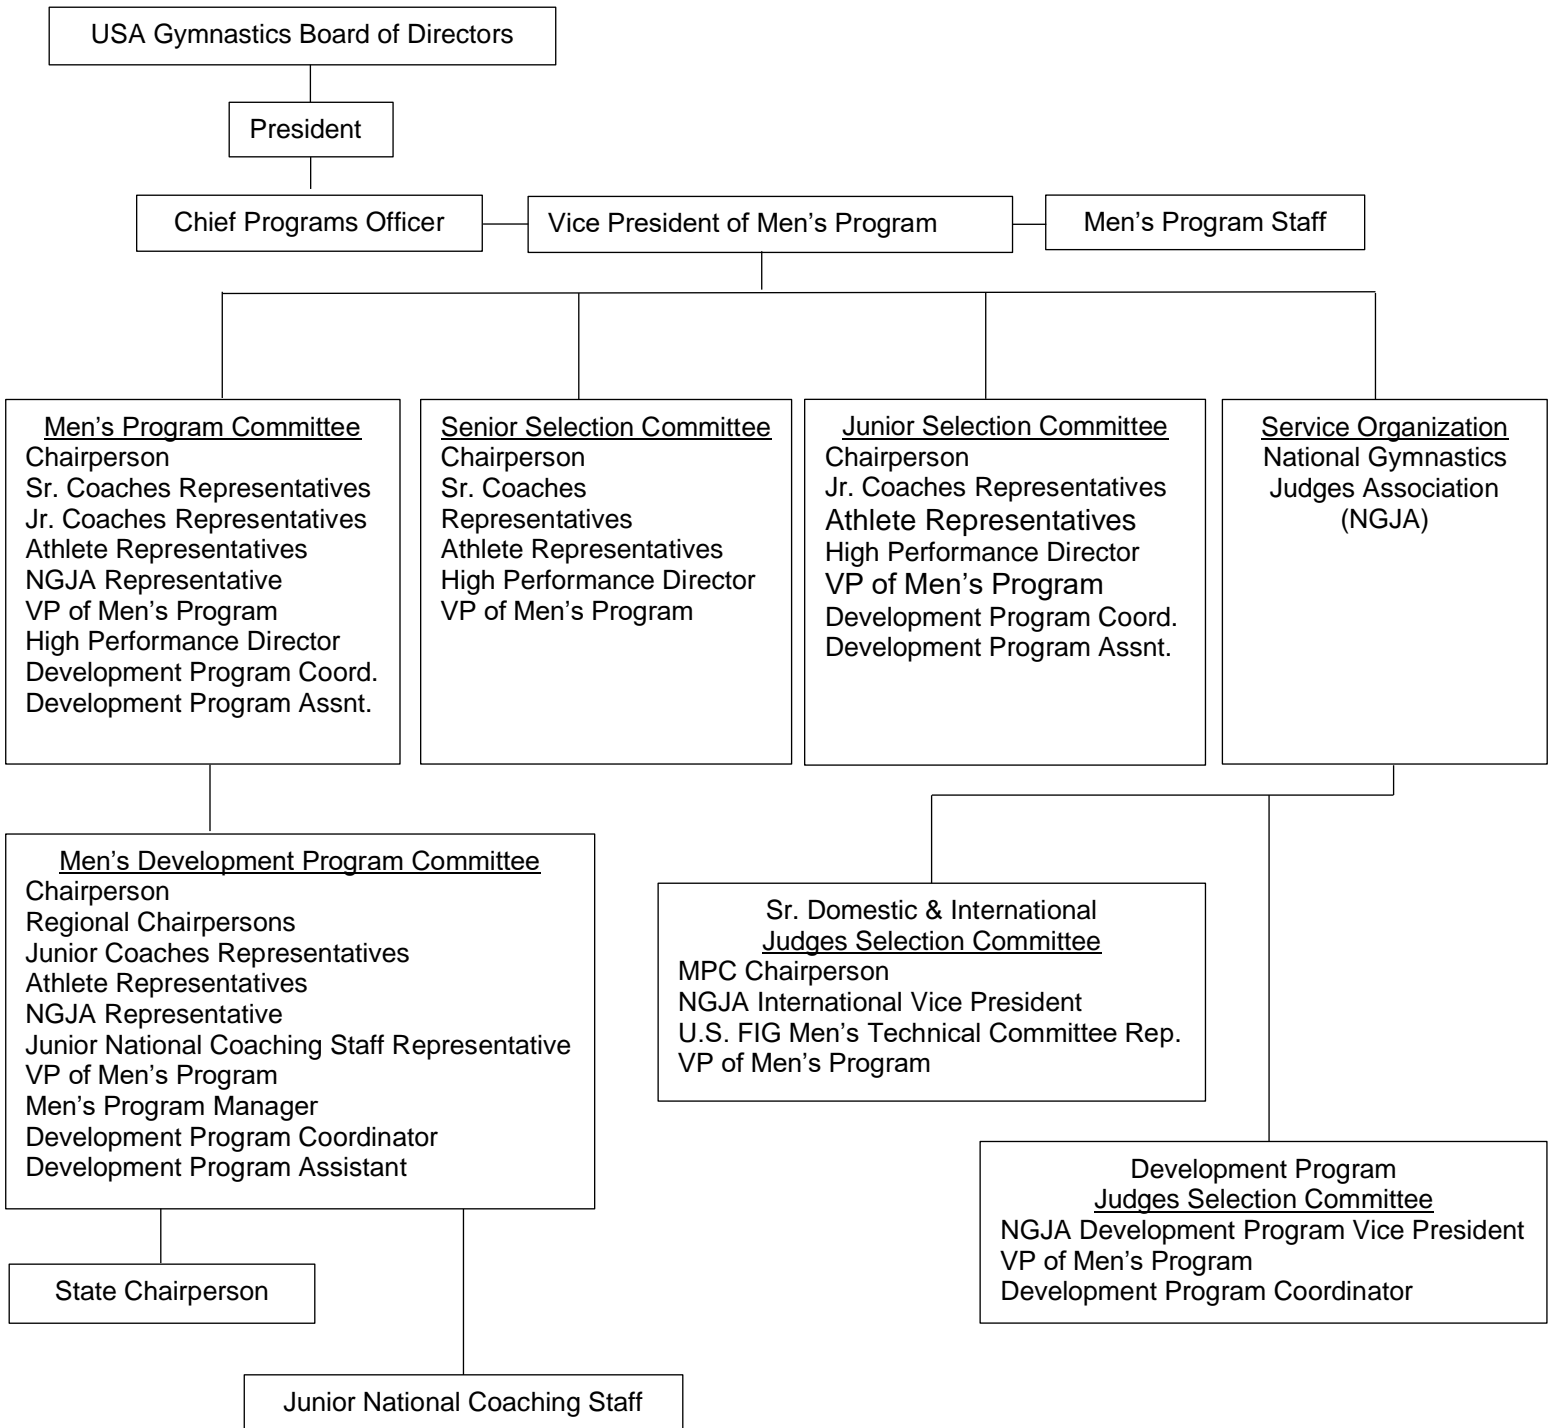 USA Gymnastics Board of Directors
President
Chief Programs Officer
Vice President of Men’s Program
Men’s Program Staff
Men’s Program Committee
Chairperson
Sr. Coaches Representatives
Jr. Coaches Representatives
Athlete Representatives
NGJA Representative
VP of Men’s Program
High Performance Director
Development Program Coord.
Development Program Assnt.
Senior Selection Committee
Chairperson
Sr. Coaches
Representatives
Athlete Representatives
High Performance Director
VP of Men’s Program
Junior Selection Committee
Chairperson
Jr. Coaches Representatives
Athlete Representatives
High Performance Director
VP of Men’s Program
Development Program Coord.
Development Program Assnt.
Service Organization
National Gymnastics
Judges Association
(NGJA)
Men’s Development Program Committee
Chairperson
Regional Chairpersons
Junior Coaches Representatives
Athlete Representatives
NGJA Representative
Junior National Coaching Staff Representative
VP of Men’s Program
Men’s Program Manager
Development Program Coordinator
Development Program Assistant
Sr. Domestic & International
Judges Selection Committee
MPC Chairperson
NGJA International Vice President
U.S. FIG Men’s Technical Committee Rep.
VP of Men’s Program
Development Program
Judges Selection Committee
NGJA Development Program Vice President
VP of Men’s Program
Development Program Coordinator
State Chairperson
Junior National Coaching Staff